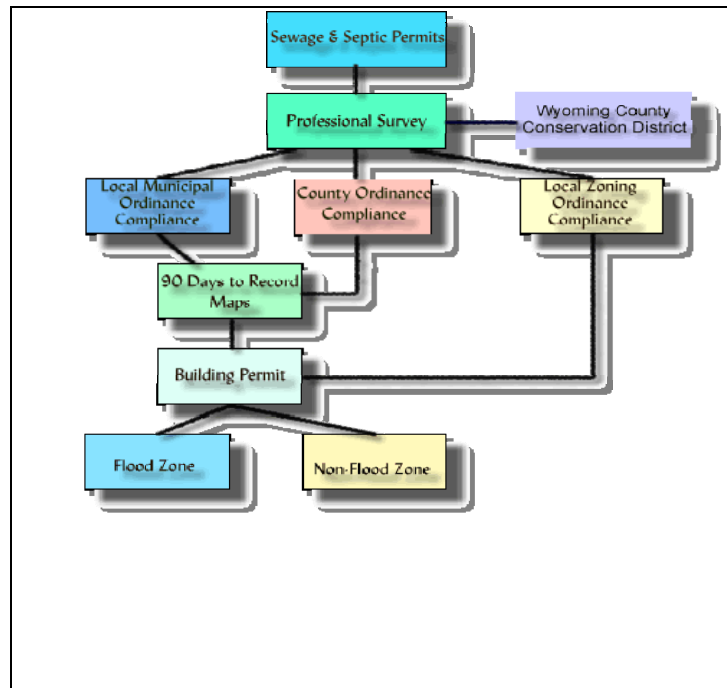 Sewage & Septic Permits
Professional Survey
Wyoming County
Conservation District
Local Municipal
Ordinance
Compliance
County Ordinance
Compliance
Local Zoning
Ordinance
Compliance
90 Days to Record
Maps
Building Permit
Flood Zone
Non-Flood Zone